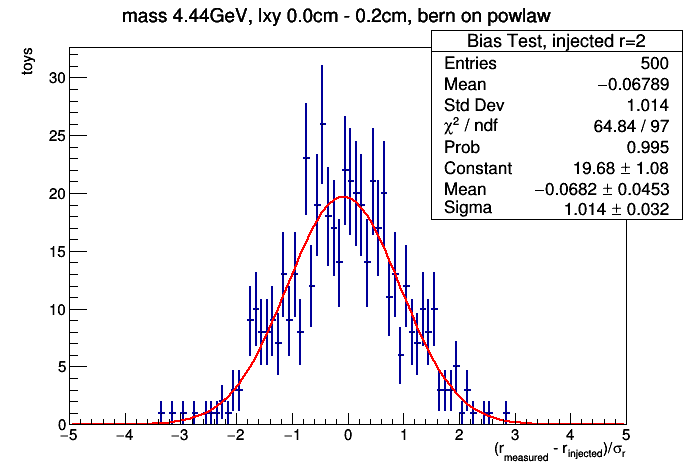 mass 4.44GeV, lxy 0.0cm - 0.2cm, bern on powlaw
Bias Test, injected r=2
Entries 500
Mean −0.06789
Std Dev 1.014
χ² / ndf 64.84 / 97
Prob 0.995
Constant 19.68 ± 1.08
Mean −0.0682 ± 0.0453
Sigma 1.014 ± 0.032
toys
30
25
20
15
10
5
0
−5 −4 −3 −2 −1 0 1 2 3 4 5
(r_measured - r_injected)/σ_r